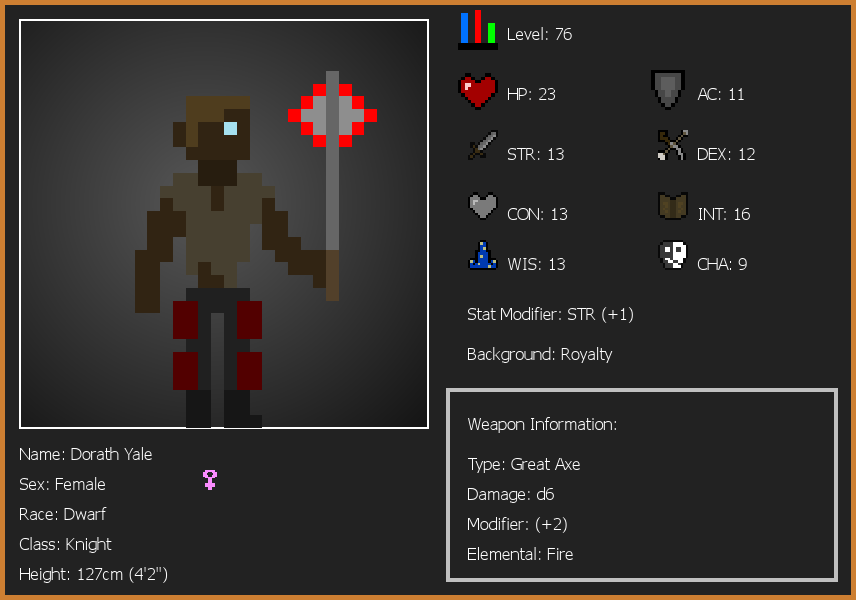 Level: 76
HP: 23
AC: 11
STR: 13
DEX: 12
CON: 13
INT: 16
WIS: 13
CHA: 9
Stat Modifier: STR (+1)
Background: Royalty
Weapon Information:
Type: Great Axe
Damage: d6
Modifier: (+2)
Elemental: Fire
Name: Dorath Yale
Sex: Female
Race: Dwarf
Class: Knight
Height: 127cm (4'2")